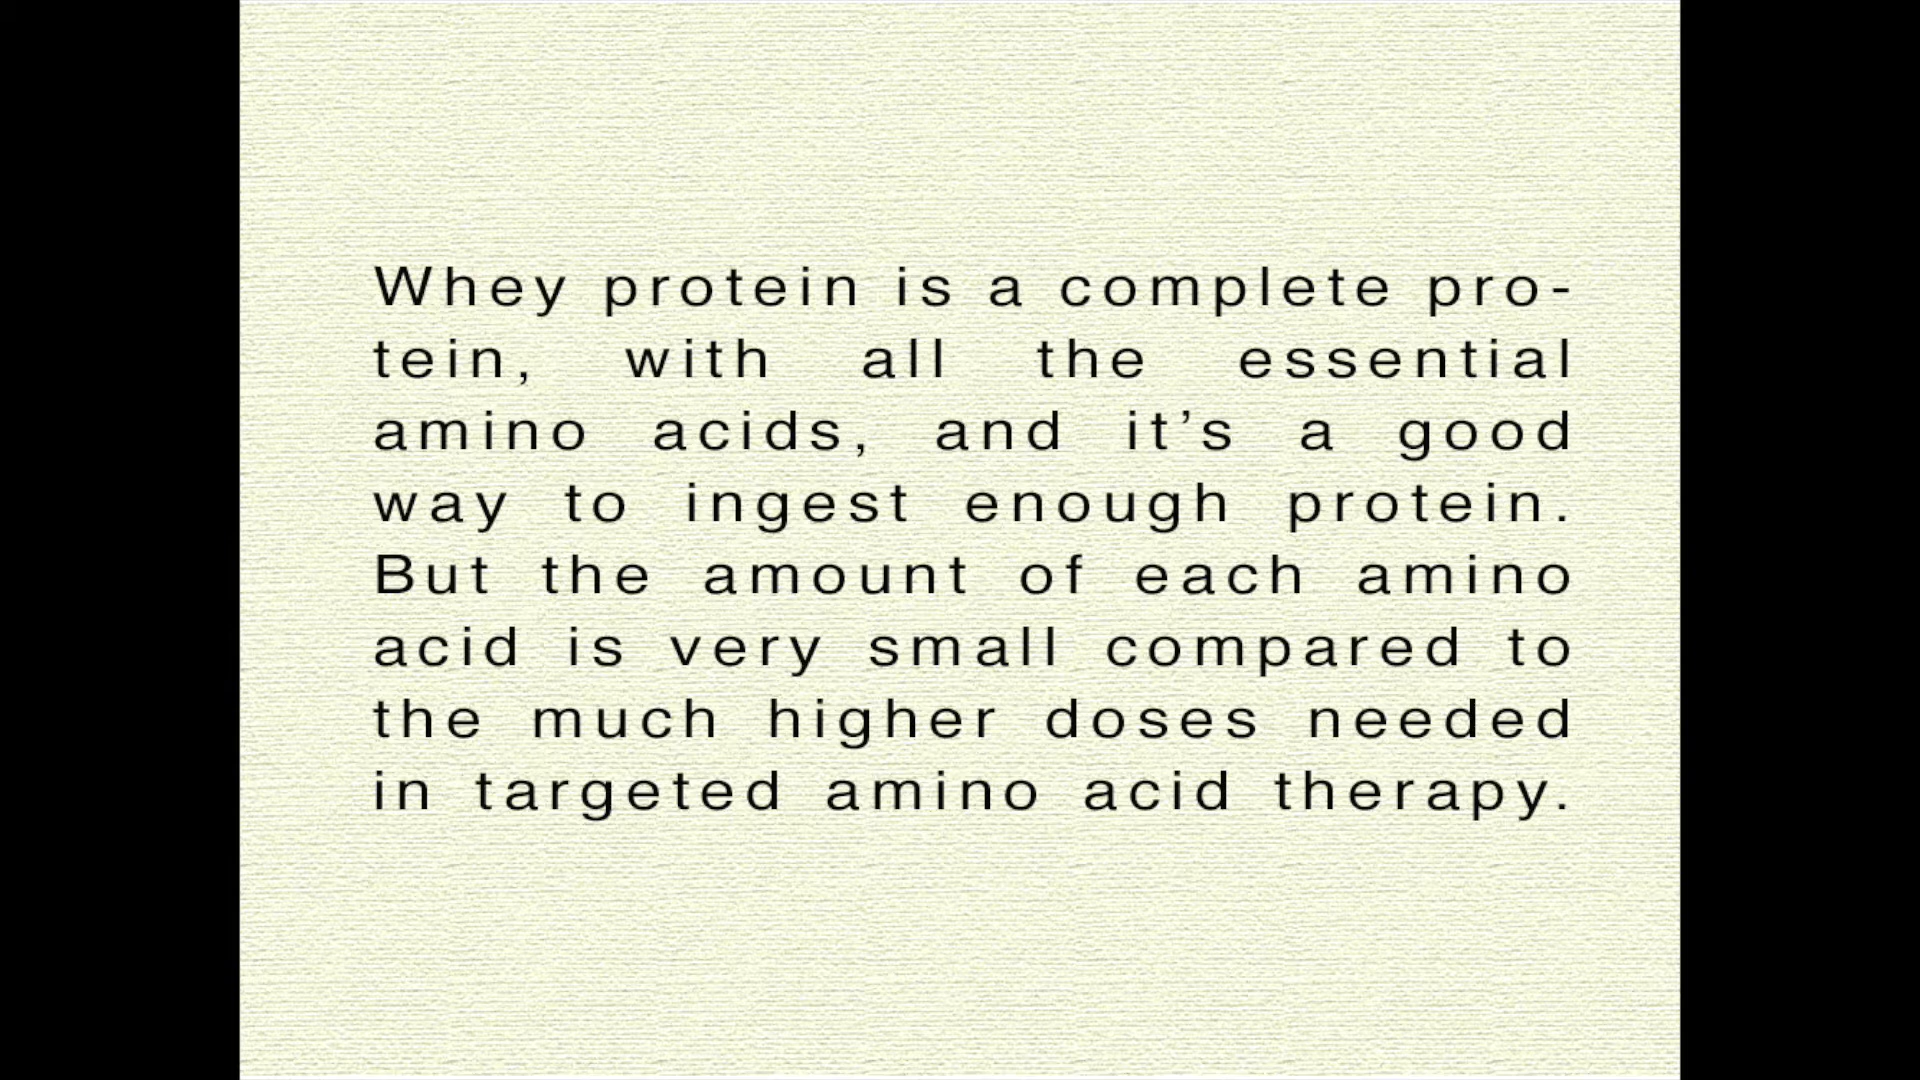 Whey protein is a complete pro-
tein, with all the essential
amino acids, and it’s a good
way to ingest enough protein.
But the amount of each amino
acid is very small compared to
the much higher doses needed
in targeted amino acid therapy.